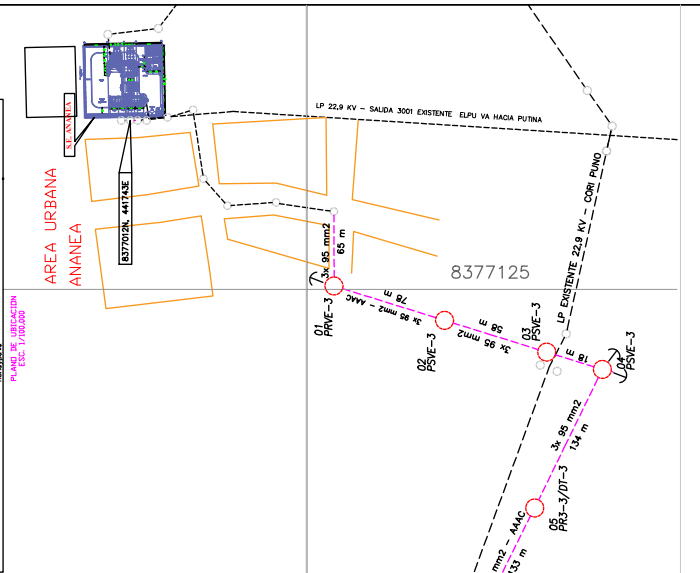 S.E. ANANEA
8377012N, 441743E
AREA URBANA
ANANEA
PLANO DE UBICACION
ESC. 1/100,000
LP 22,9 KV - SALIDA 3001 EXISTENTE ELPU VA HACIA PUTINA
LP EXISTENTE 22,9 KV - CORI PUNO
8377125
3x 95 mm2
65 m
01
PRVE-3
78 m
3x 95 mm2 - AAC
02
PSVE-3
58 m
3x 95 mm2
03
PSVE-3
18 m
04
PSVE-3
3x 95 mm2
134 m
05
PR3-3/DT-3
mm2 - AAAC
133 m